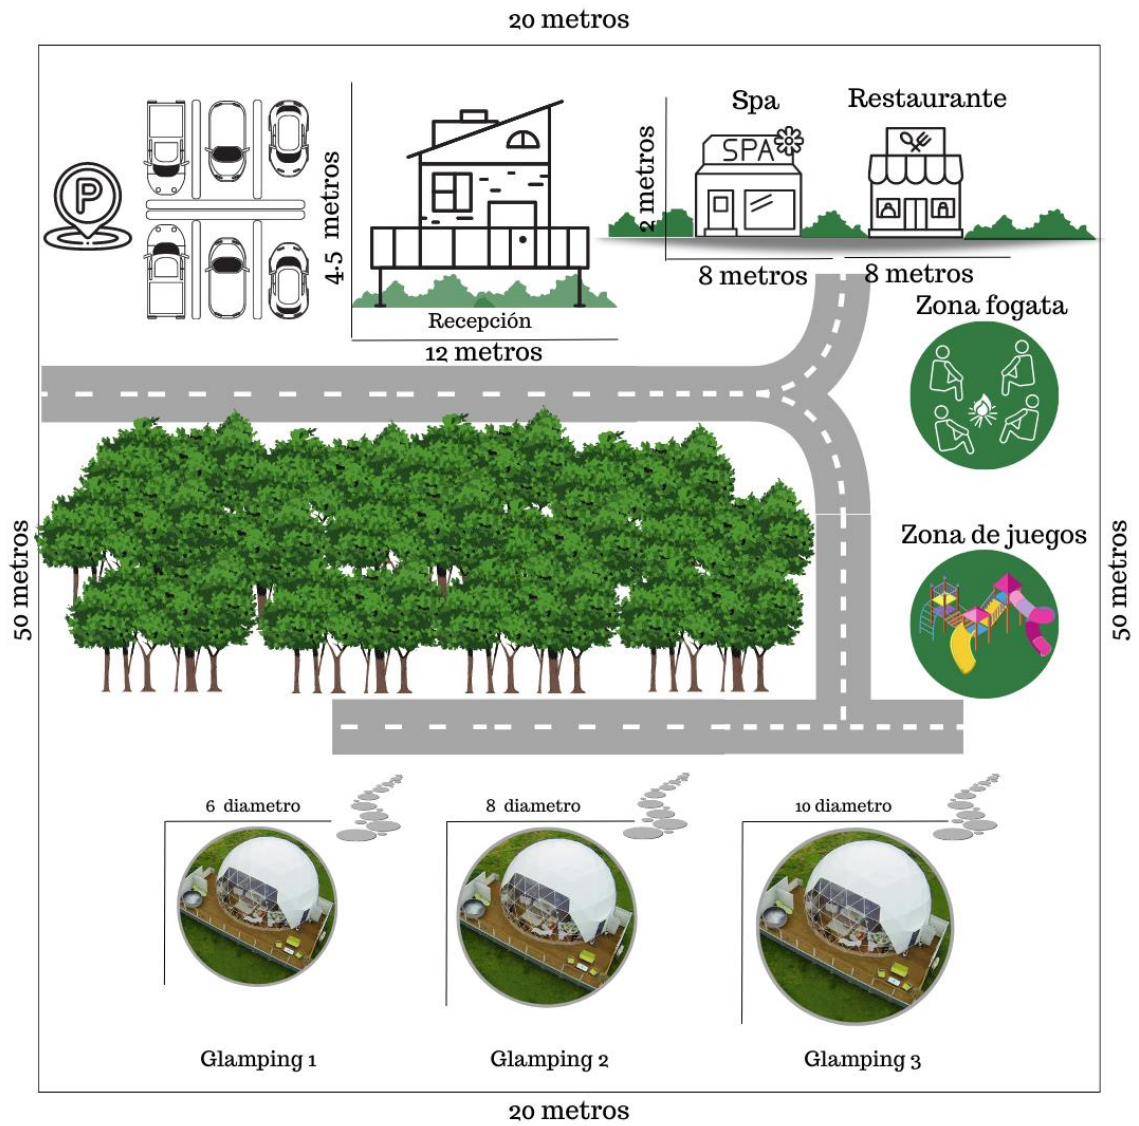 20 metros
Spa
Restaurante
P
SPA
4.5 metros
2 metros
8 metros
8 metros
Recepción
12 metros
Zona fogata
Zona de juegos
50 metros
50 metros
6 diametro
8 diametro
10 diametro
Glamping 1
Glamping 2
Glamping 3
20 metros